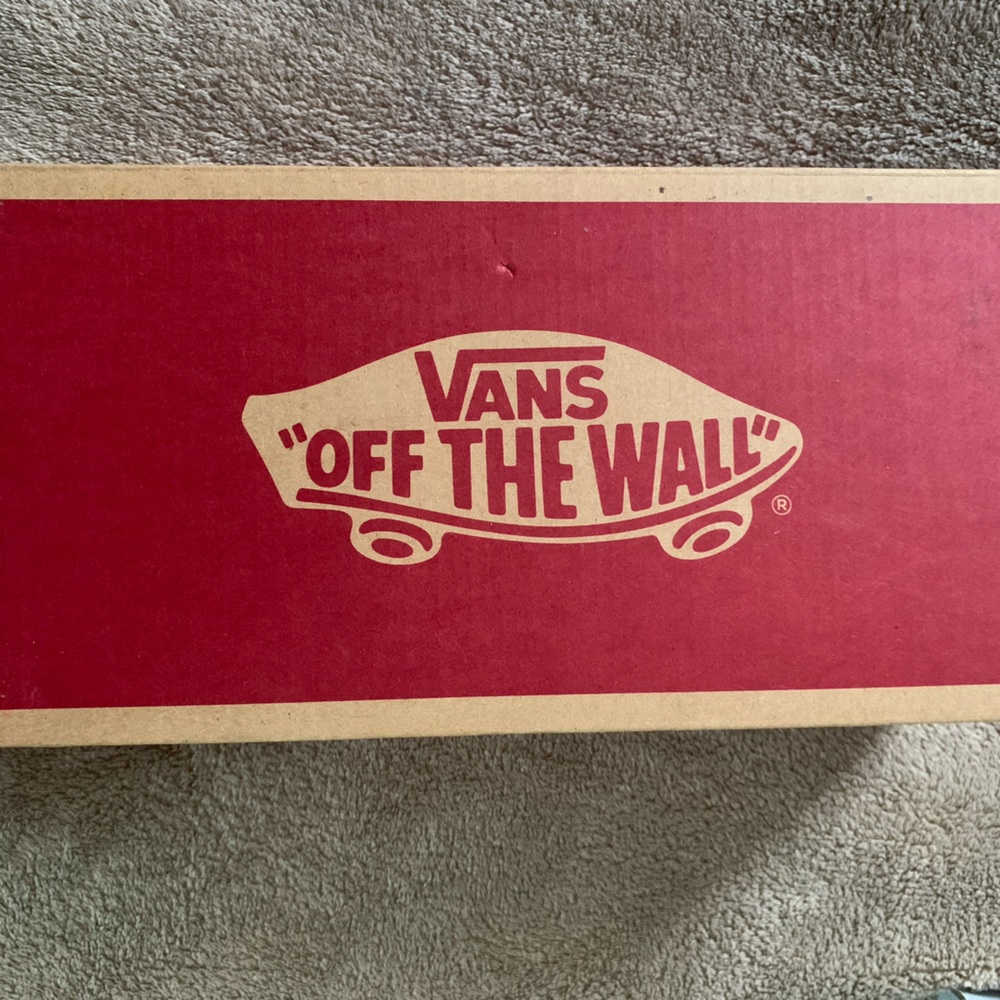 VANS
"OFF THE WALL"
®